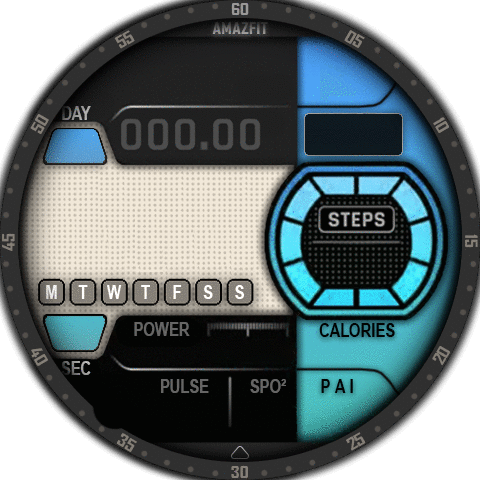 60
AMAZFIT
55
05
DAY
50
10
000.00
STEPS
45
15
M T W T F S S
POWER
CALORIES
40
SEC
20
PULSE
SPO²
PAI
35
25
30